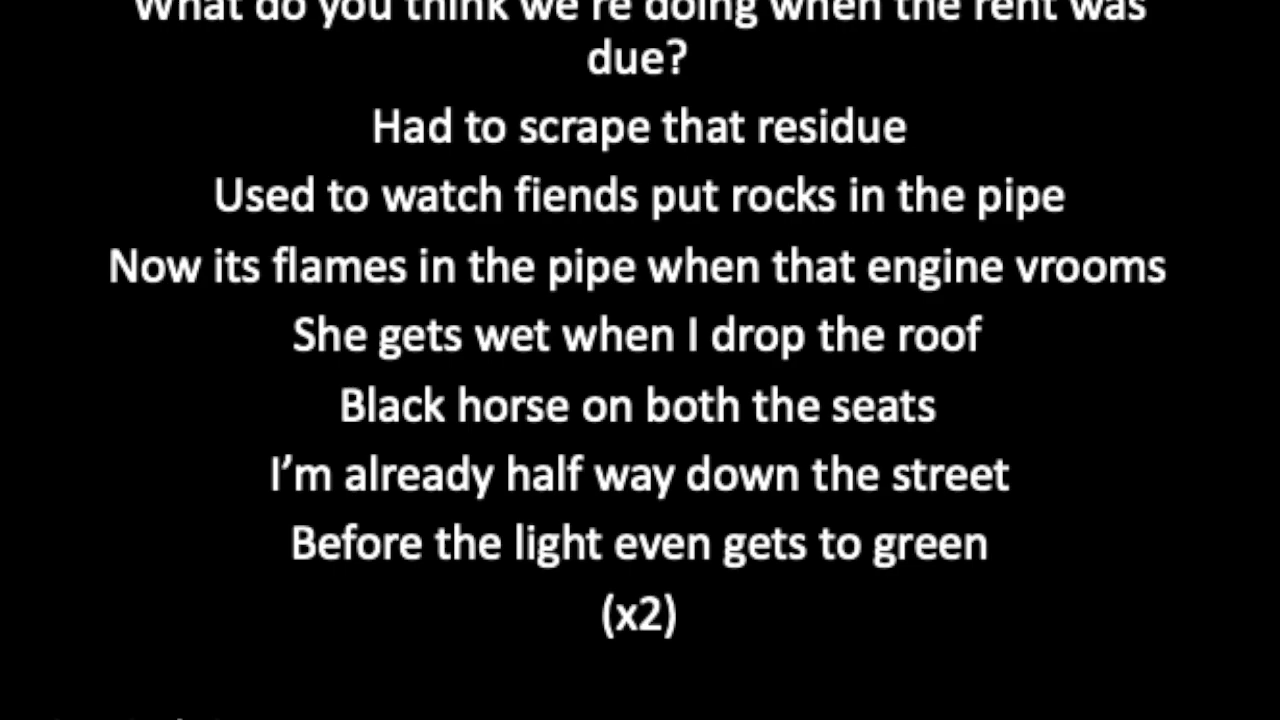 What do you think we're doing when the rent was
due?
Had to scrape that residue
Used to watch fiends put rocks in the pipe
Now its flames in the pipe when that engine vrooms
She gets wet when I drop the roof
Black horse on both the seats
I’m already half way down the street
Before the light even gets to green
(x2)